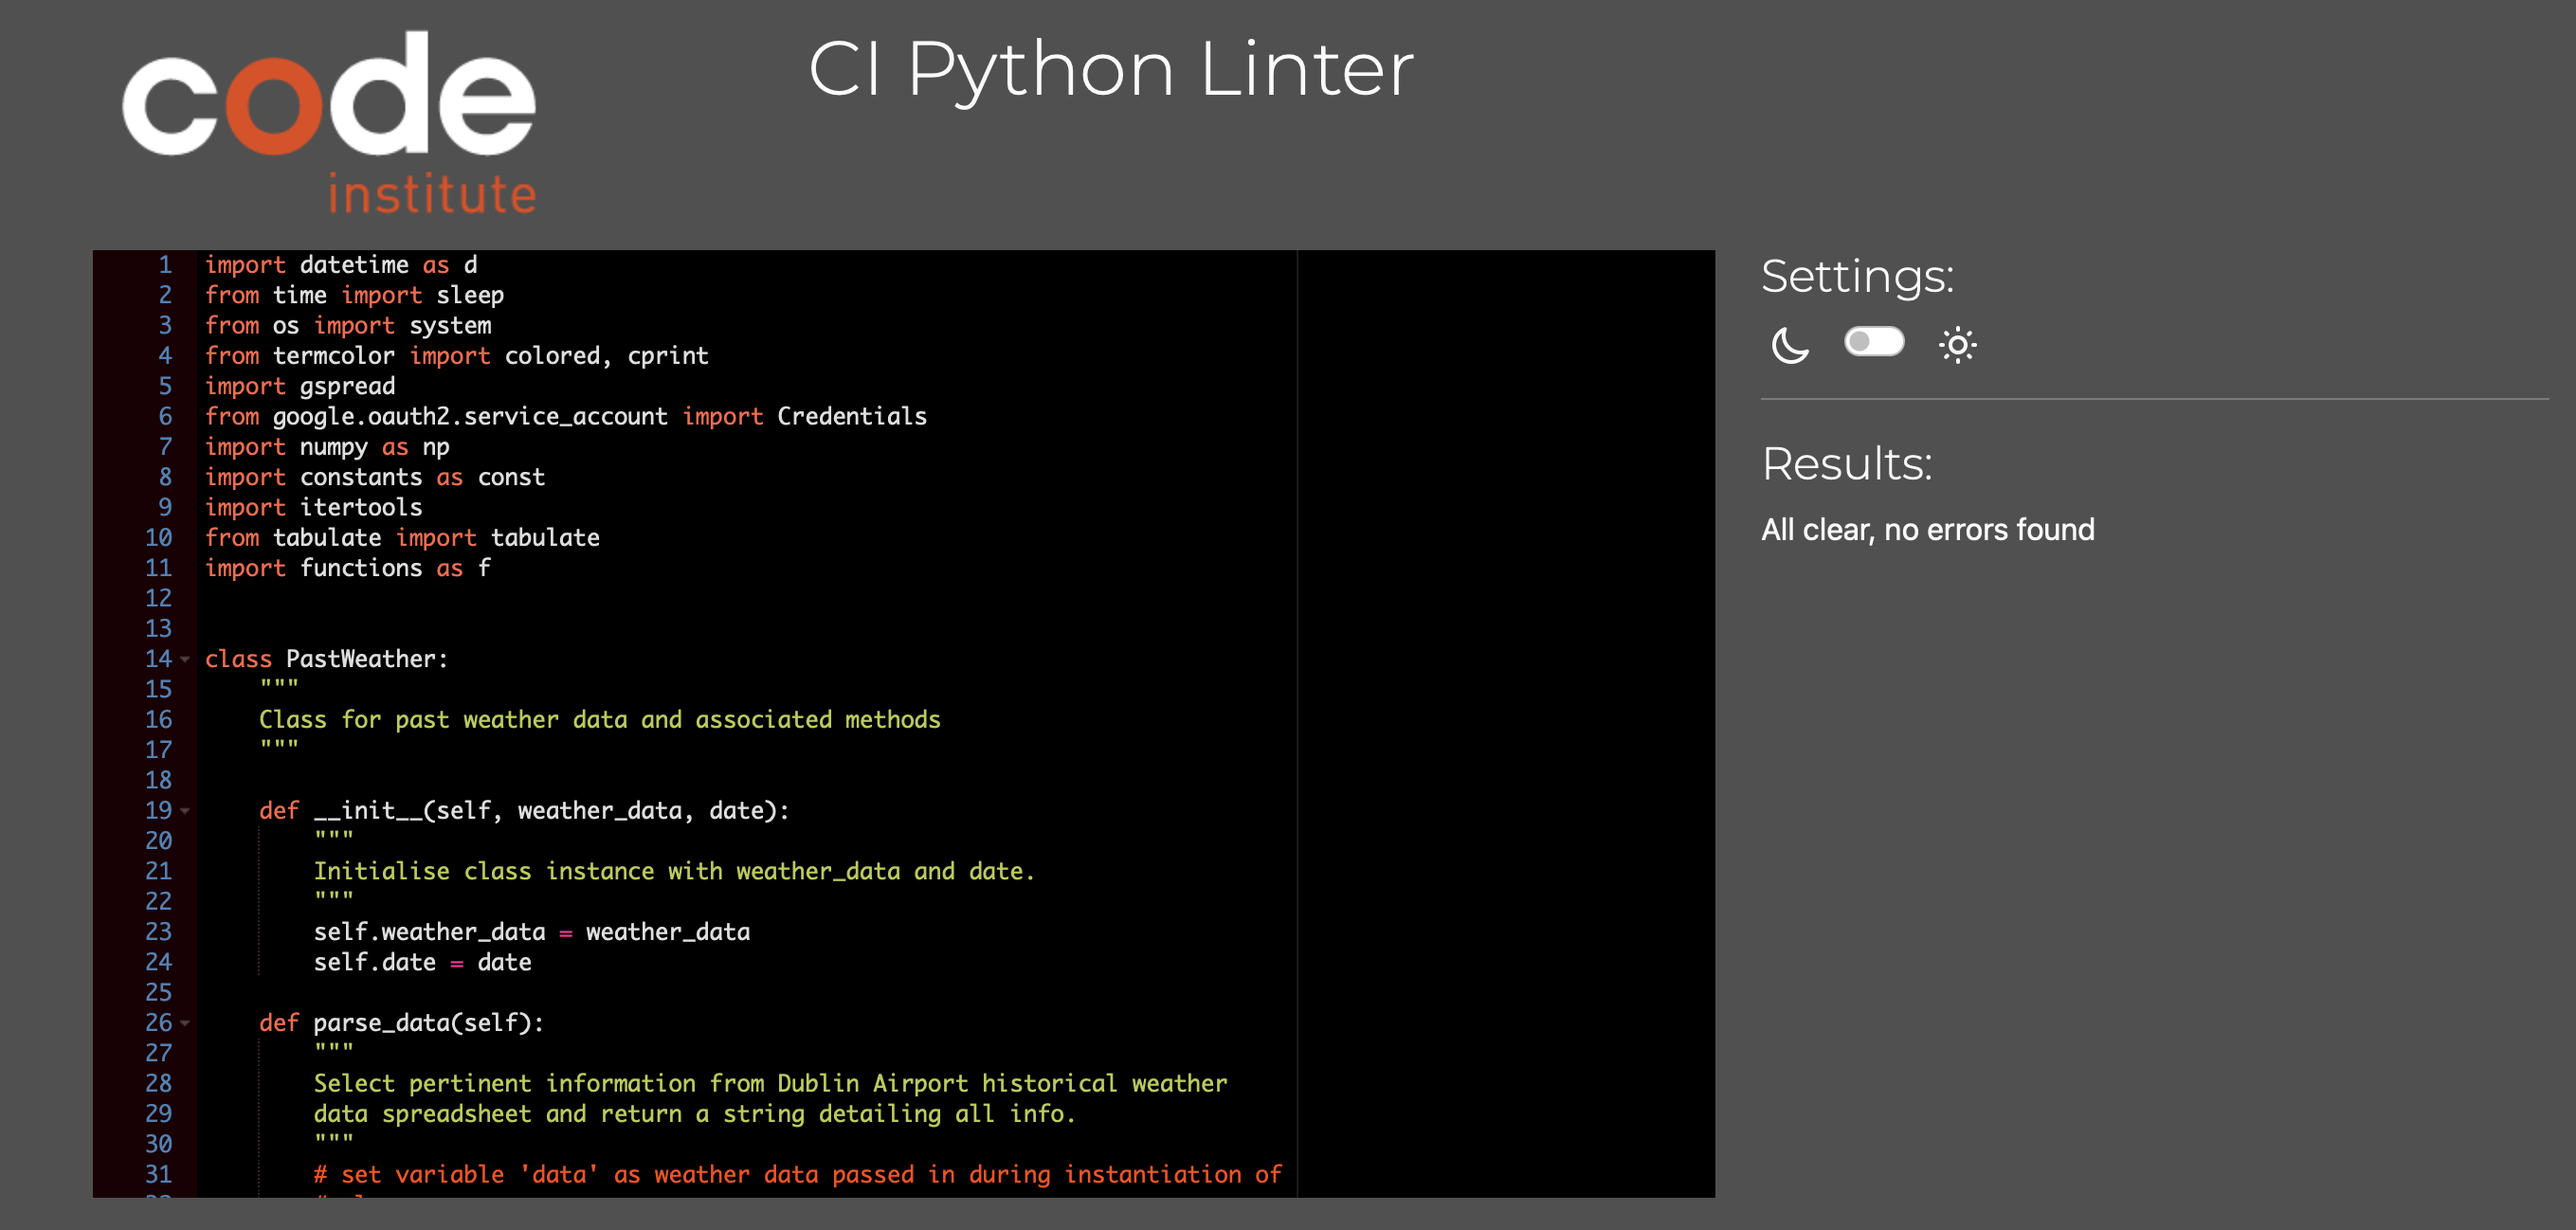 code
institute
CI Python Linter
1 import datetime as d
2 from time import sleep
3 from os import system
4 from termcolor import colored, cprint
5 import gspread
6 from google.oauth2.service_account import Credentials
7 import numpy as np
8 import constants as const
9 import itertools
10 from tabulate import tabulate
11 import functions as f
12
13
14 class PastWeather:
15     """
16     Class for past weather data and associated methods
17     """
18
19     def __init__(self, weather_data, date):
20         """
21         Initialise class instance with weather_data and date.
22         """
23         self.weather_data = weather_data
24         self.date = date
25
26     def parse_data(self):
27         """
28         Select pertinent information from Dublin Airport historical weather
29         data spreadsheet and return a string detailing all info.
30         """
31         # set variable 'data' as weather data passed in during instantiation of
Settings:
Results:
All clear, no errors found